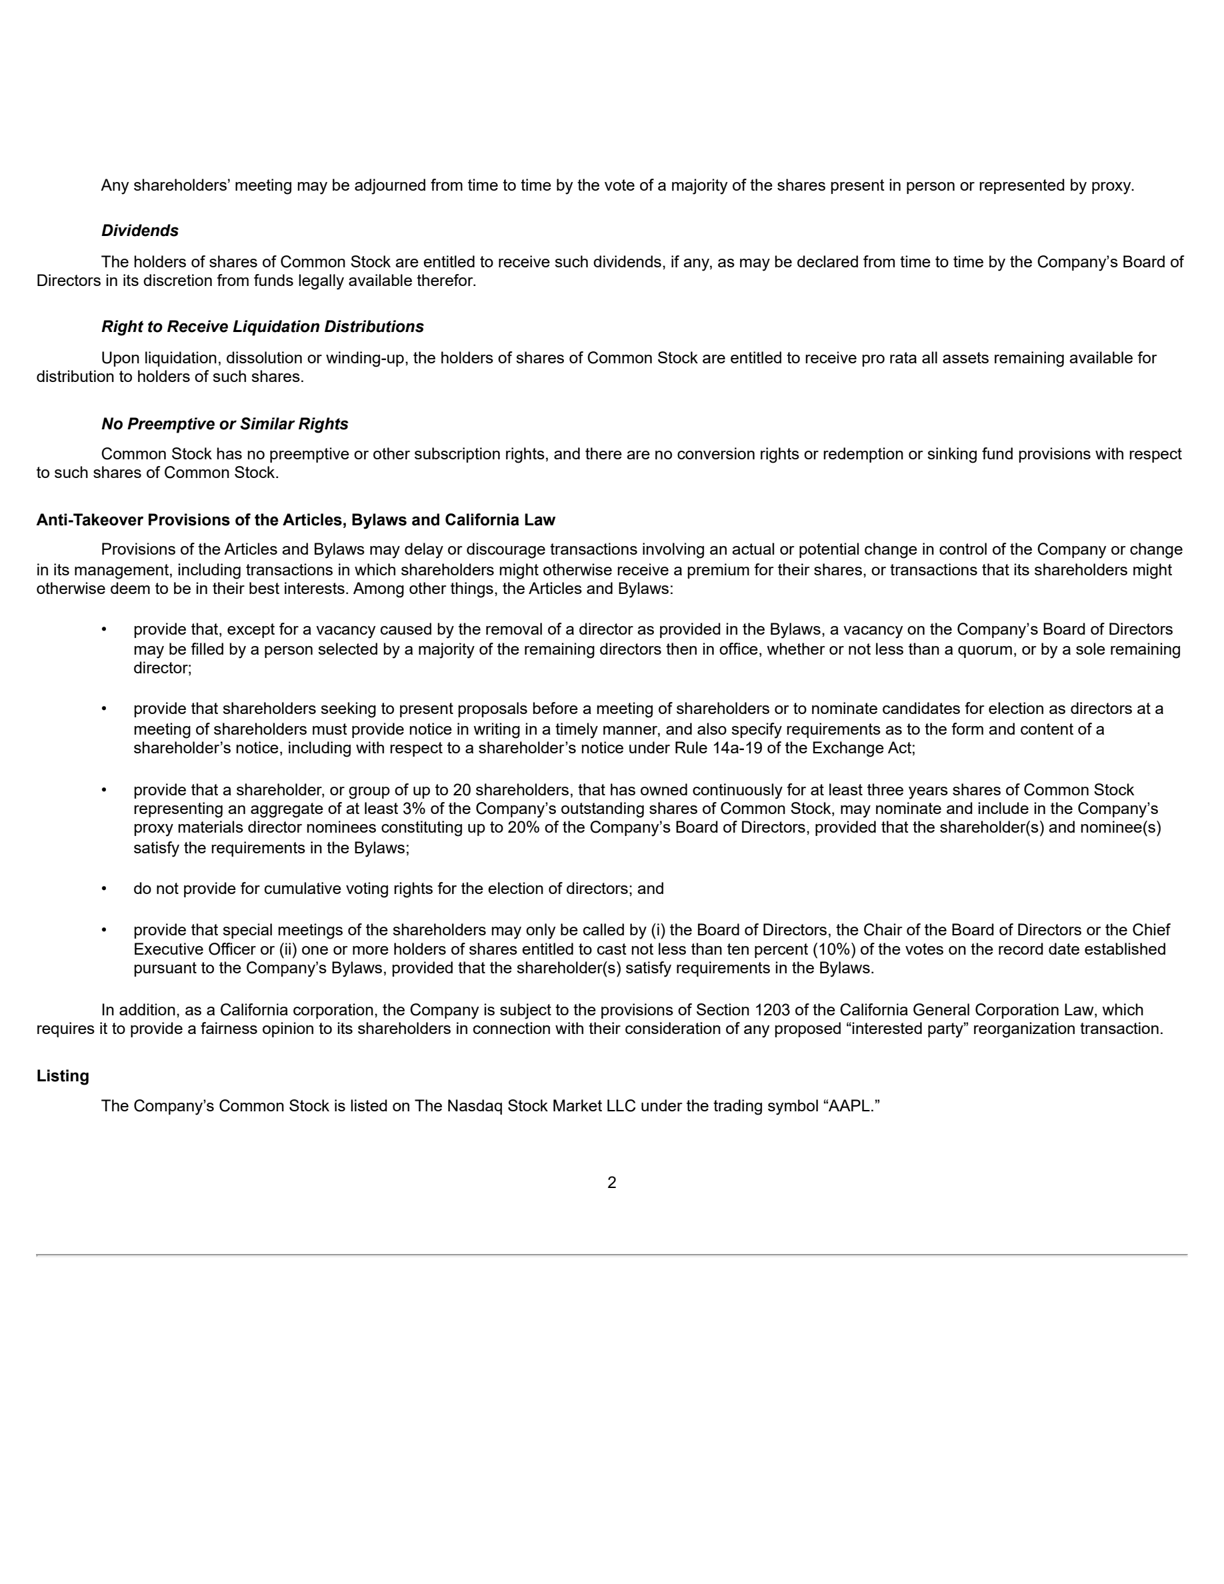 Any shareholders’ meeting may be adjourned from time to time by the vote of a majority of the shares present in person or represented by proxy.
Dividends
The holders of shares of Common Stock are entitled to receive such dividends, if any, as may be declared from time to time by the Company’s Board of
Directors in its discretion from funds legally available therefor.
Right to Receive Liquidation Distributions
Upon liquidation, dissolution or winding-up, the holders of shares of Common Stock are entitled to receive pro rata all assets remaining available for
distribution to holders of such shares.
No Preemptive or Similar Rights
Common Stock has no preemptive or other subscription rights, and there are no conversion rights or redemption or sinking fund provisions with respect
to such shares of Common Stock.
Anti-Takeover Provisions of the Articles, Bylaws and California Law
Provisions of the Articles and Bylaws may delay or discourage transactions involving an actual or potential change in control of the Company or change
in its management, including transactions in which shareholders might otherwise receive a premium for their shares, or transactions that its shareholders might
otherwise deem to be in their best interests. Among other things, the Articles and Bylaws:
• provide that, except for a vacancy caused by the removal of a director as provided in the Bylaws, a vacancy on the Company’s Board of Directors
may be filled by a person selected by a majority of the remaining directors then in office, whether or not less than a quorum, or by a sole remaining
director;
• provide that shareholders seeking to present proposals before a meeting of shareholders or to nominate candidates for election as directors at a
meeting of shareholders must provide notice in writing in a timely manner, and also specify requirements as to the form and content of a
shareholder’s notice, including with respect to a shareholder’s notice under Rule 14a-19 of the Exchange Act;
• provide that a shareholder, or group of up to 20 shareholders, that has owned continuously for at least three years shares of Common Stock
representing an aggregate of at least 3% of the Company’s outstanding shares of Common Stock, may nominate and include in the Company’s
proxy materials director nominees constituting up to 20% of the Company’s Board of Directors, provided that the shareholder(s) and nominee(s)
satisfy the requirements in the Bylaws;
• do not provide for cumulative voting rights for the election of directors; and
• provide that special meetings of the shareholders may only be called by (i) the Board of Directors, the Chair of the Board of Directors or the Chief
Executive Officer or (ii) one or more holders of shares entitled to cast not less than ten percent (10%) of the votes on the record date established
pursuant to the Company’s Bylaws, provided that the shareholder(s) satisfy requirements in the Bylaws.
In addition, as a California corporation, the Company is subject to the provisions of Section 1203 of the California General Corporation Law, which
requires it to provide a fairness opinion to its shareholders in connection with their consideration of any proposed “interested party” reorganization transaction.
Listing
The Company’s Common Stock is listed on The Nasdaq Stock Market LLC under the trading symbol “AAPL.”
2